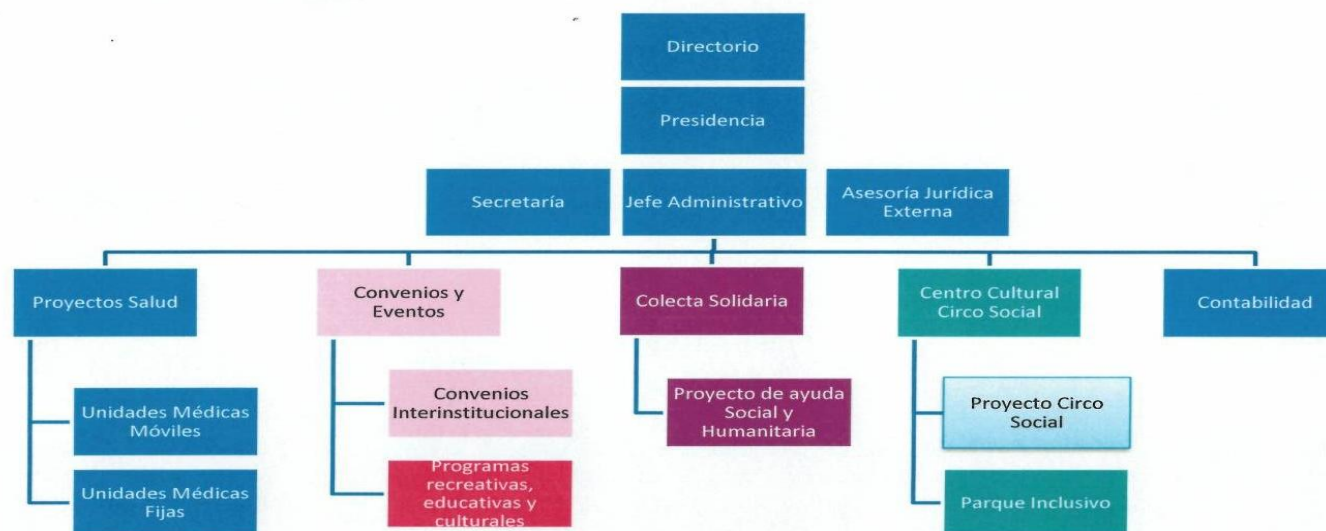 Directorio
Presidencia
Secretaría
Jefe Administrativo
Asesoría Jurídica
Externa
Proyectos Salud
Convenios y
Eventos
Colecta Solidaria
Centro Cultural
Circo Social
Contabilidad
Unidades Médicas
Móviles
Convenios
Interinstitucionales
Proyecto de ayuda
Social y
Humanitaria
Proyecto Circo
Social
Unidades Médicas
Fijas
Programas
recreativas,
educativas y
culturales
Parque Inclusivo